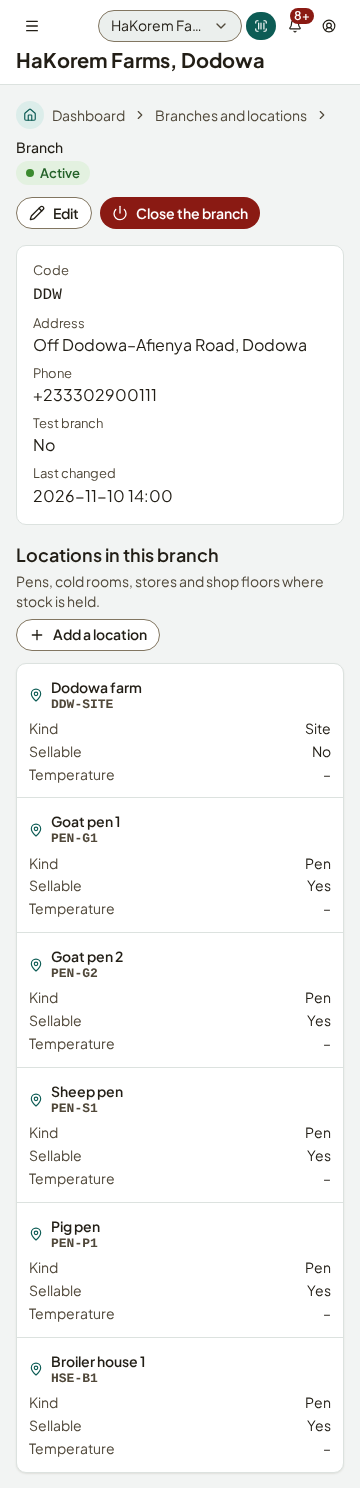 HaKorem Fa...
8+
HaKorem Farms, Dodowa
Dashboard
Branches and locations
Branch
Active
Edit
Close the branch
Code
DDW
Address
Off Dodowa–Afienya Road, Dodowa
Phone
+233302900111
Test branch
No
Last changed
2026-11-10 14:00
Locations in this branch
Pens, cold rooms, stores and shop floors where
stock is held.
Add a location
Dodowa farm
DDW-SITE
Kind Site
Sellable No
Temperature –
Goat pen 1
PEN-G1
Kind Pen
Sellable Yes
Temperature –
Goat pen 2
PEN-G2
Kind Pen
Sellable Yes
Temperature –
Sheep pen
PEN-S1
Kind Pen
Sellable Yes
Temperature –
Pig pen
PEN-P1
Kind Pen
Sellable Yes
Temperature –
Broiler house 1
HSE-B1
Kind Pen
Sellable Yes
Temperature –